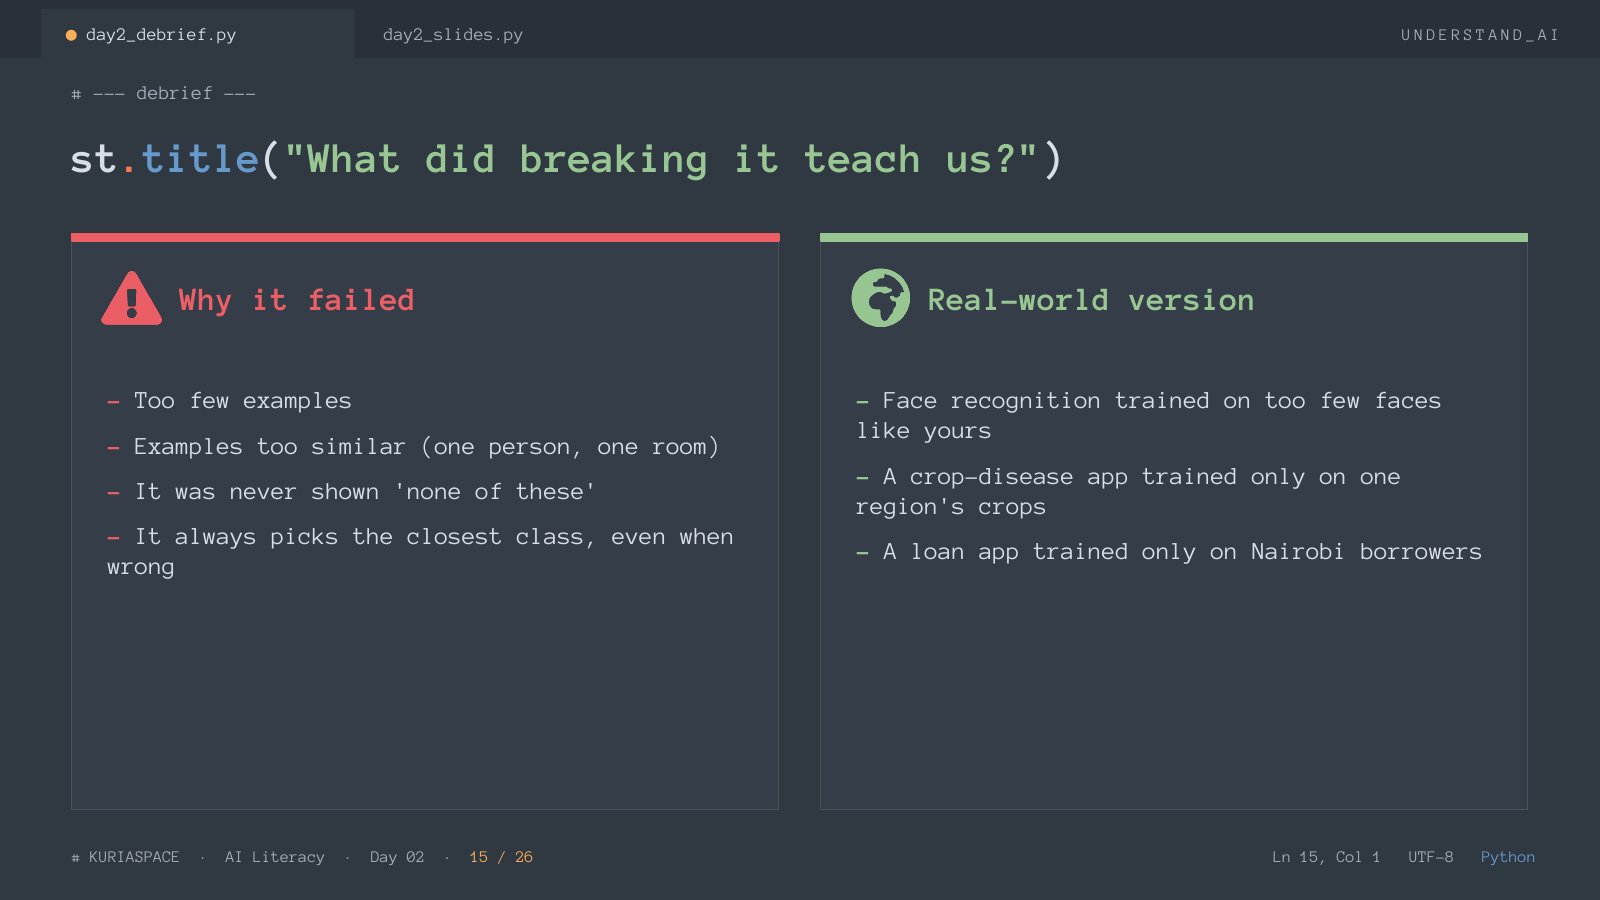 day2_debrief.py
day2_slides.py
UNDERSTAND_AI
# --- debrief ---
st.title("What did breaking it teach us?")
Why it failed
- Too few examples
- Examples too similar (one person, one room)
- It was never shown 'none of these'
- It always picks the closest class, even when
wrong
Real-world version
- Face recognition trained on too few faces
like yours
- A crop-disease app trained only on one
region's crops
- A loan app trained only on Nairobi borrowers
# KURIASPACE · AI Literacy · Day 02 · 15 / 26
Ln 15, Col 1 UTF-8 Python